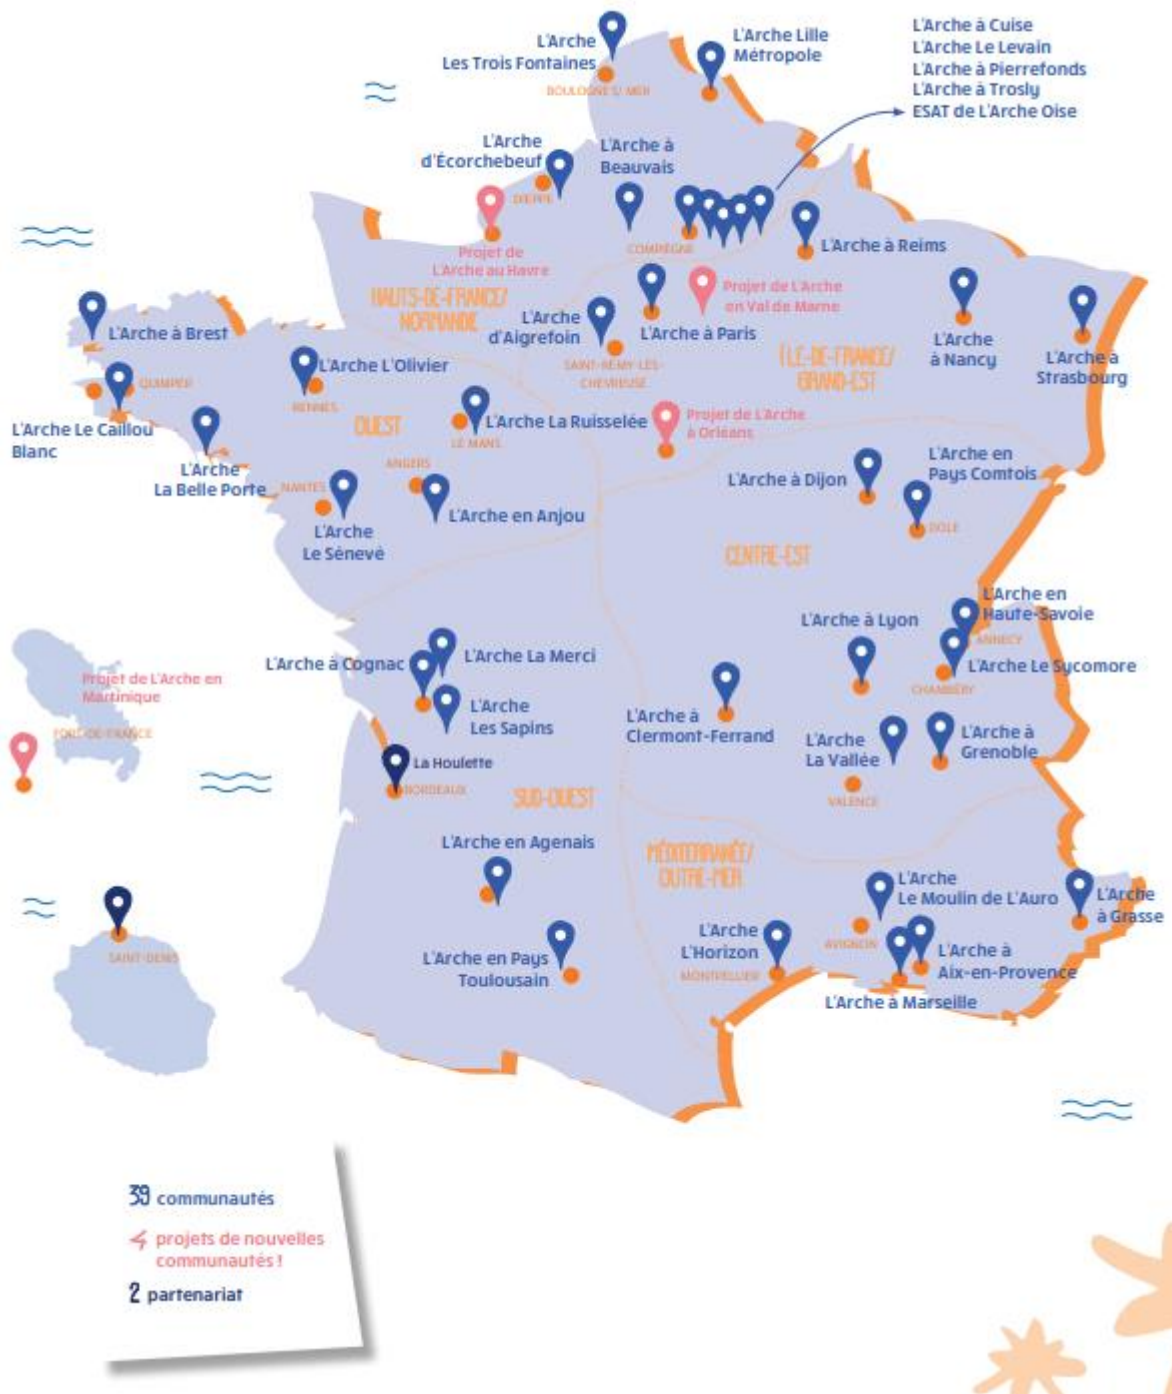 L'Arche
Les Trois Fontaines
BOULOGNE S/ MER
L'Arche Lille
Métropole
L'Arche à Cuise
L'Arche Le Levain
L'Arche à Pierrefonds
L'Arche à Trosly
ESAT de L'Arche Oise
L'Arche
d'Écorchebeuf
DIEPPE
L'Arche à
Beauvais
COMPIÈGNE
L'Arche à Reims
Projet de
L'Arche au Havre
HAUTS-DE-FRANCE/
NORMANDIE
Projet de L'Arche
en Val de Marne
L'Arche
d'Aigrefoin
L'Arche à Paris
SAINT-RÉMY-LÈS-
CHEVREUSE
ÎLE-DE-FRANCE/
GRAND-EST
L'Arche
à Nancy
L'Arche à
Strasbourg
L'Arche à Brest
QUIMPER
L'Arche Le Caillou
Blanc
L'Arche L'Olivier
RENNES
L'Arche La Ruisselée
LE MANS
OUEST
Projet de L'Arche
à Orléans
L'Arche
La Belle Porte
NANTES
ANGERS
L'Arche
Le Sénevé
L'Arche en Anjou
L'Arche à Dijon
L'Arche en
Pays Comtois
DOLE
CENTRE-EST
L'Arche en
Haute-Savoie
ANNECY
L'Arche à Lyon
L'Arche Le Sycomore
CHAMBÉRY
L'Arche à Cognac
L'Arche La Merci
L'Arche
Les Sapins
Projet de L'Arche en
Martinique
FORT-DE-FRANCE
L'Arche à
Clermont-Ferrand
L'Arche
La Vallée
L'Arche à
Grenoble
VALENCE
La Houlette
BORDEAUX
SUD-OUEST
L'Arche en Agenais
MÉDITERRANÉE/
OUTRE-MER
L'Arche
Le Moulin de L'Auro
L'Arche
à Grasse
AVIGNON
L'Arche
L'Horizon
MONTPELLIER
L'Arche en Pays
Toulousain
L'Arche à
Aix-en-Provence
L'Arche à Marseille
SAINT-DENIS
39 communautés
4 projets de nouvelles
communautés !
2 partenariat